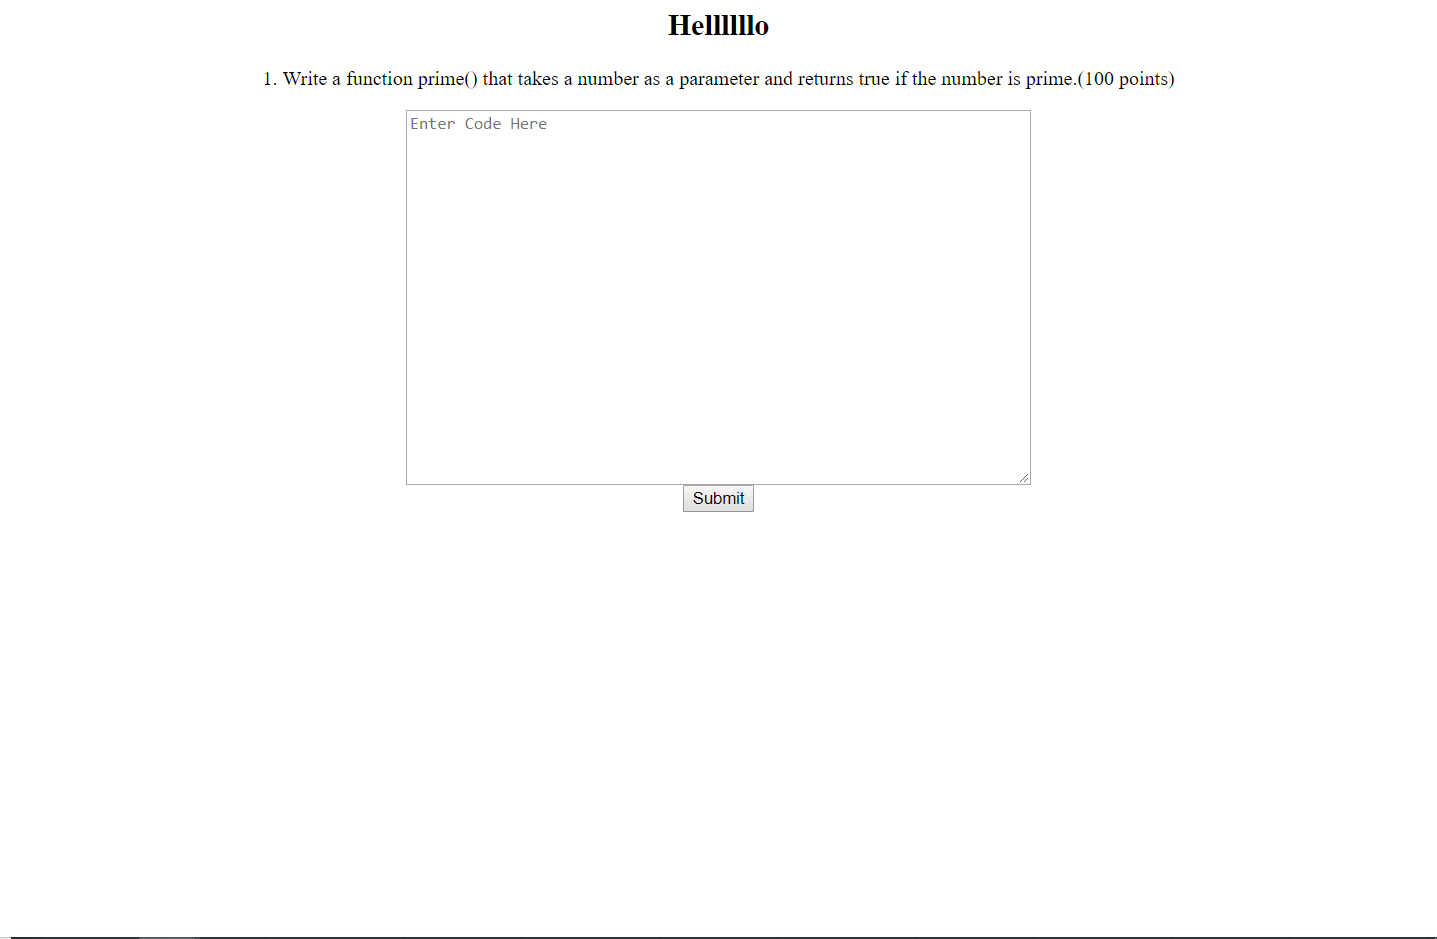 Hellllllo
1. Write a function prime() that takes a number as a parameter and returns true if the number is prime.(100 points)
Enter Code Here
Submit